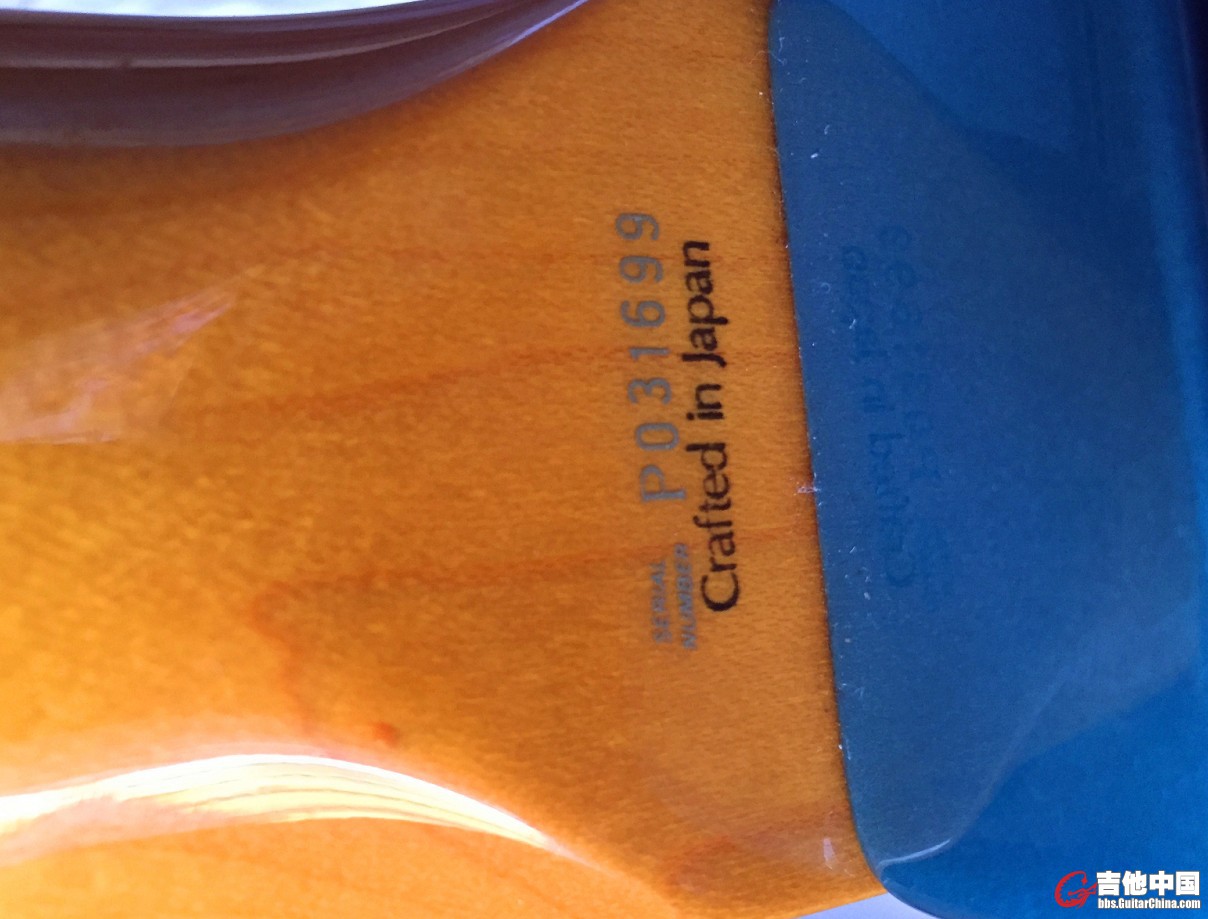 SERIAL
NUMBER
P031699
Crafted in Japan
吉他中国
bbs.GuitarChina.com